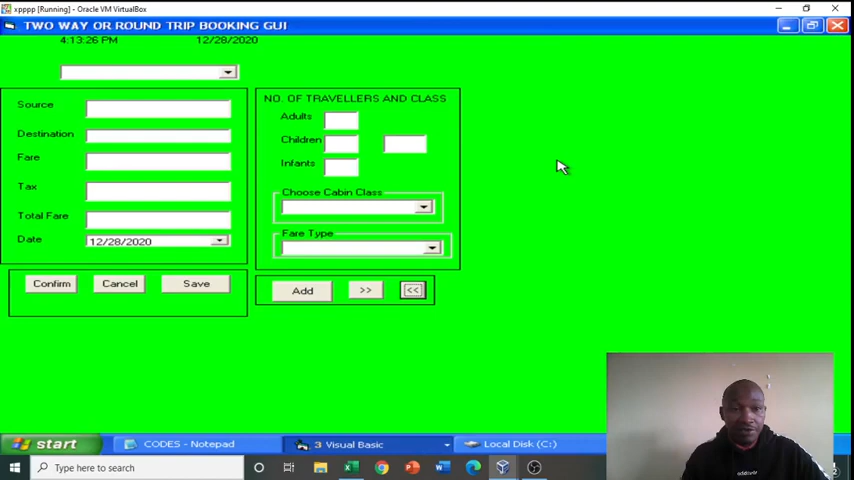 xpppp [Running] - Oracle VM VirtualBox
TWO WAY OR ROUND TRIP BOOKING GUI
4:13:26 PM 12/28/2020
Source
Destination
Fare
Tax
Total Fare
Date 12/28/2020
NO. OF TRAVELLERS AND CLASS
Adults
Children
Infants
Choose Cabin Class
Fare Type
Confirm Cancel Save
Add >> <<
start CODES - Notepad 3 Visual Basic Local Disk (C:)
Type here to search